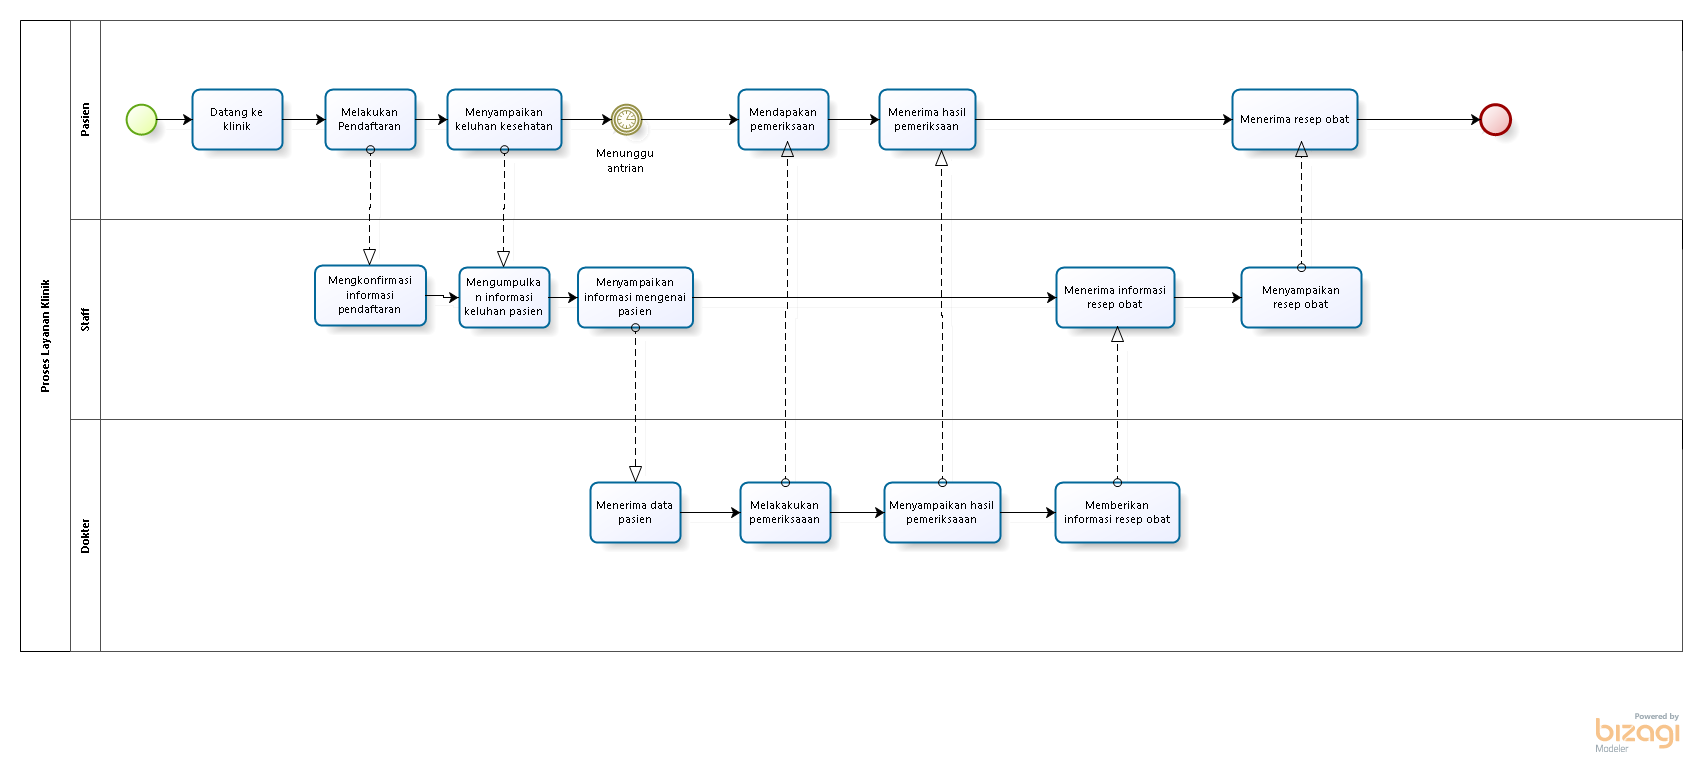 Proses Layanan Klinik
Pasien
Datang ke
klinik
Melakukan
Pendaftaran
Menyampaikan
keluhan kesehatan
Menunggu
antrian
Mendapakan
pemeriksaan
Menerima hasil
pemeriksaan
Menerima resep obat
Staff
Mengkonfirmasi
informasi
pendaftaran
Mengumpulka
n informasi
keluhan pasien
Menyampaikan
informasi mengenai
pasien
Menerima informasi
resep obat
Menyampaikan
resep obat
Dokter
Menerima data
pasien
Melakakukan
pemeriksaaan
Menyampaikan hasil
pemeriksaaan
Memberikan
informasi resep obat
Powered by
bizagi
Modeler